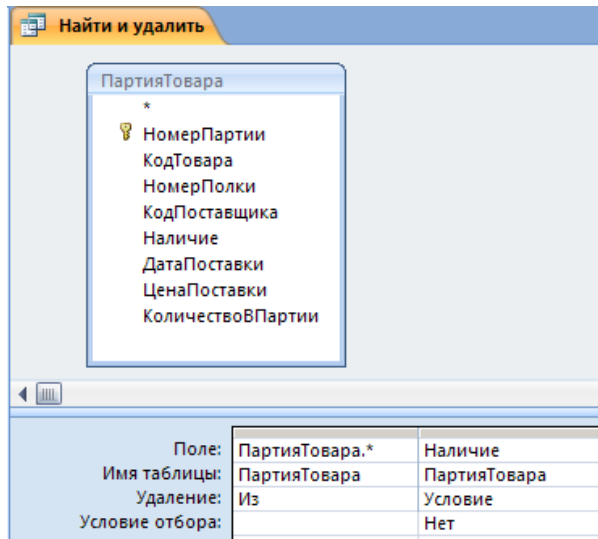 Найти и удалить
ПартияТовара
*
НомерПартии
КодТовара
НомерПолки
КодПоставщика
Наличие
ДатаПоставки
ЦенаПоставки
КоличествоВПартии
Поле: ПартияТовара.* Наличие
Имя таблицы: ПартияТовара ПартияТовара
Удаление: Из Условие
Условие отбора: Нет